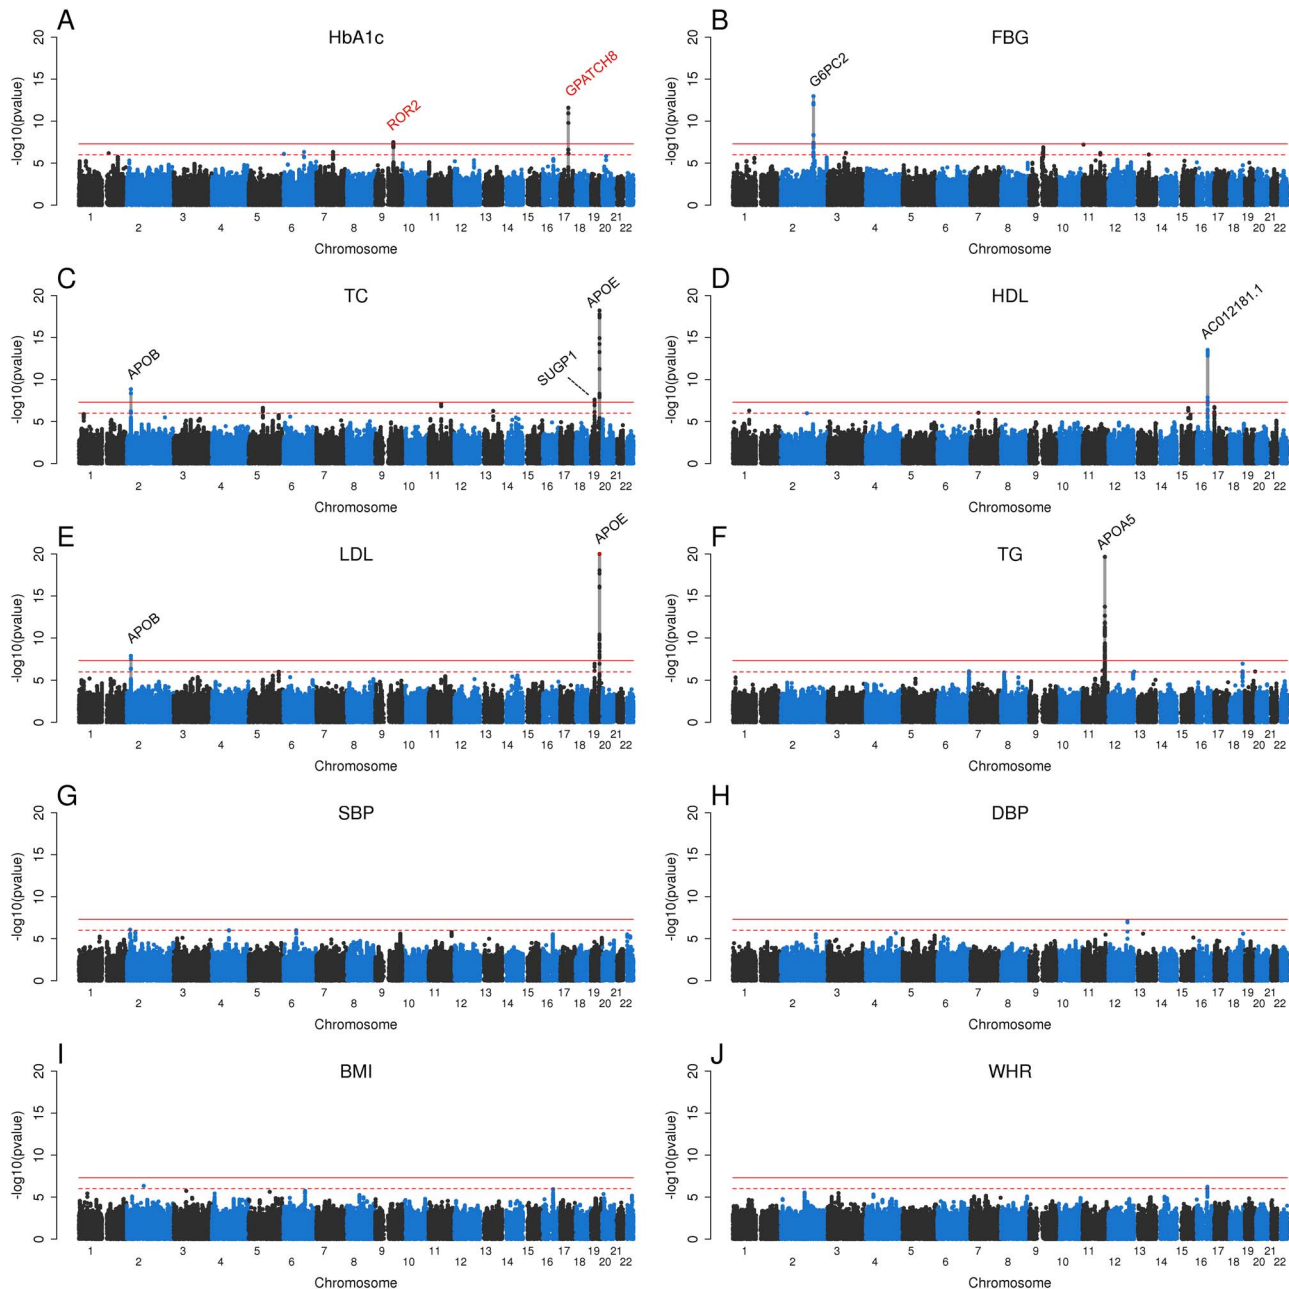 A
HbA1c
GPATCH8
ROR2
-log10(pvalue)
20
15
10
5
0
1 3 5 7 9 11 13 15 17 19 21
2 4 6 8 10 12 14 16 18 20 22
Chromosome
B
FBG
G6PC2
-log10(pvalue)
20
15
10
5
0
1 3 5 7 9 11 13 15 17 19 21
2 4 6 8 10 12 14 16 18 20 22
Chromosome
C
TC
APOE
SUGP1
APOB
-log10(pvalue)
20
15
10
5
0
1 3 5 7 9 11 13 15 17 19 21
2 4 6 8 10 12 14 16 18 20 22
Chromosome
D
HDL
AC012181.1
-log10(pvalue)
20
15
10
5
0
1 3 5 7 9 11 13 15 17 19 21
2 4 6 8 10 12 14 16 18 20 22
Chromosome
E
LDL
APOE
APOB
-log10(pvalue)
20
15
10
5
0
1 3 5 7 9 11 13 15 17 19 21
2 4 6 8 10 12 14 16 18 20 22
Chromosome
F
TG
APOA5
-log10(pvalue)
20
15
10
5
0
1 3 5 7 9 11 13 15 17 19 21
2 4 6 8 10 12 14 16 18 20 22
Chromosome
G
SBP
-log10(pvalue)
20
15
10
5
0
1 3 5 7 9 11 13 15 17 19 21
2 4 6 8 10 12 14 16 18 20 22
Chromosome
H
DBP
-log10(pvalue)
20
15
10
5
0
1 3 5 7 9 11 13 15 17 19 21
2 4 6 8 10 12 14 16 18 20 22
Chromosome
I
BMI
-log10(pvalue)
20
15
10
5
0
1 3 5 7 9 11 13 15 17 19 21
2 4 6 8 10 12 14 16 18 20 22
Chromosome
J
WHR
-log10(pvalue)
20
15
10
5
0
1 3 5 7 9 11 13 15 17 19 21
2 4 6 8 10 12 14 16 18 20 22
Chromosome